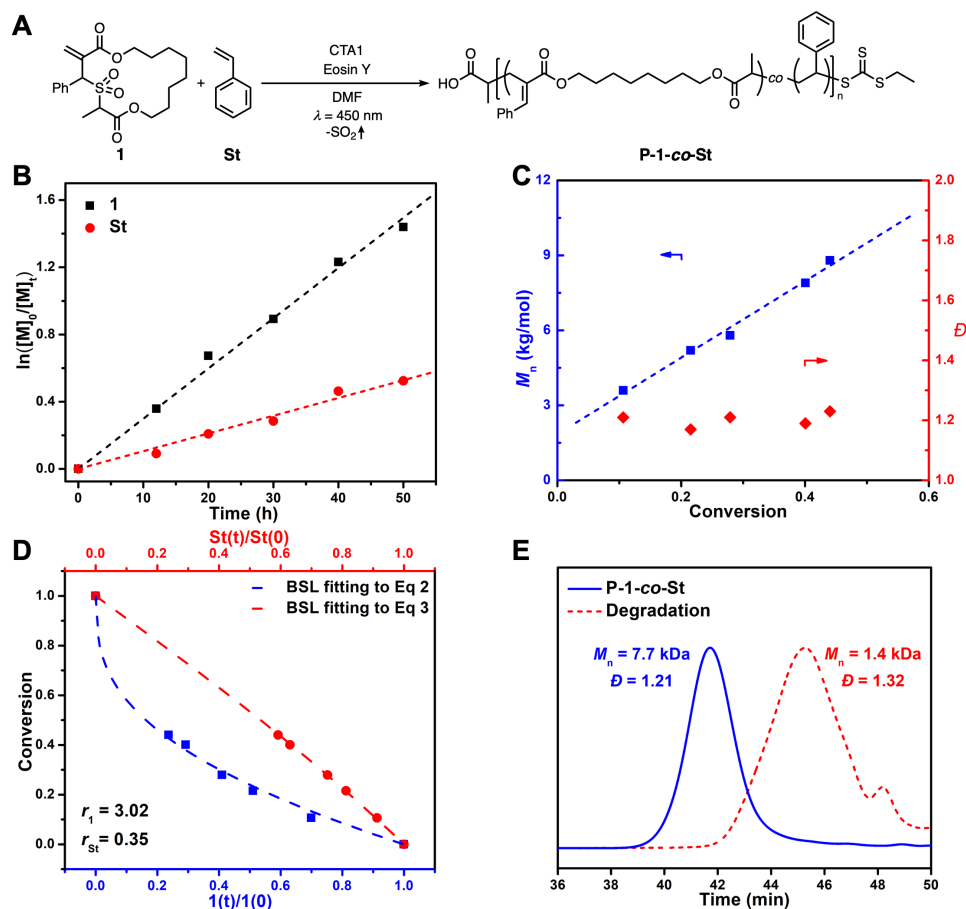 A
O
O
Ph
S
O
O
O
O
1
+
St
CTA1
Eosin Y
DMF
λ = 450 nm
-SO₂↑
O
HO
Ph
O
O
O
O
co
n
S
S
S
P-1-co-St
B
1
St
ln([M]₀/[M]ₜ)
1.6
1.2
0.8
0.4
0.0
0 10 20 30 40 50
Time (h)
C
Mₙ (kg/mol)
12
9
6
3
0
2.0
1.8
1.6
1.4
1.2
1.0
Đ
0.0 0.2 0.4 0.6
Conversion
D
St(t)/St(0)
0.0 0.2 0.4 0.6 0.8 1.0
BSL fitting to Eq 2
BSL fitting to Eq 3
Conversion
1.0
0.8
0.6
0.4
0.2
0.0
r₁ = 3.02
r_St = 0.35
0.0 0.2 0.4 0.6 0.8 1.0
1(t)/1(0)
E
P-1-co-St
Degradation
Mₙ = 7.7 kDa
Đ = 1.21
Mₙ = 1.4 kDa
Đ = 1.32
36 38 40 42 44 46 48 50
Time (min)